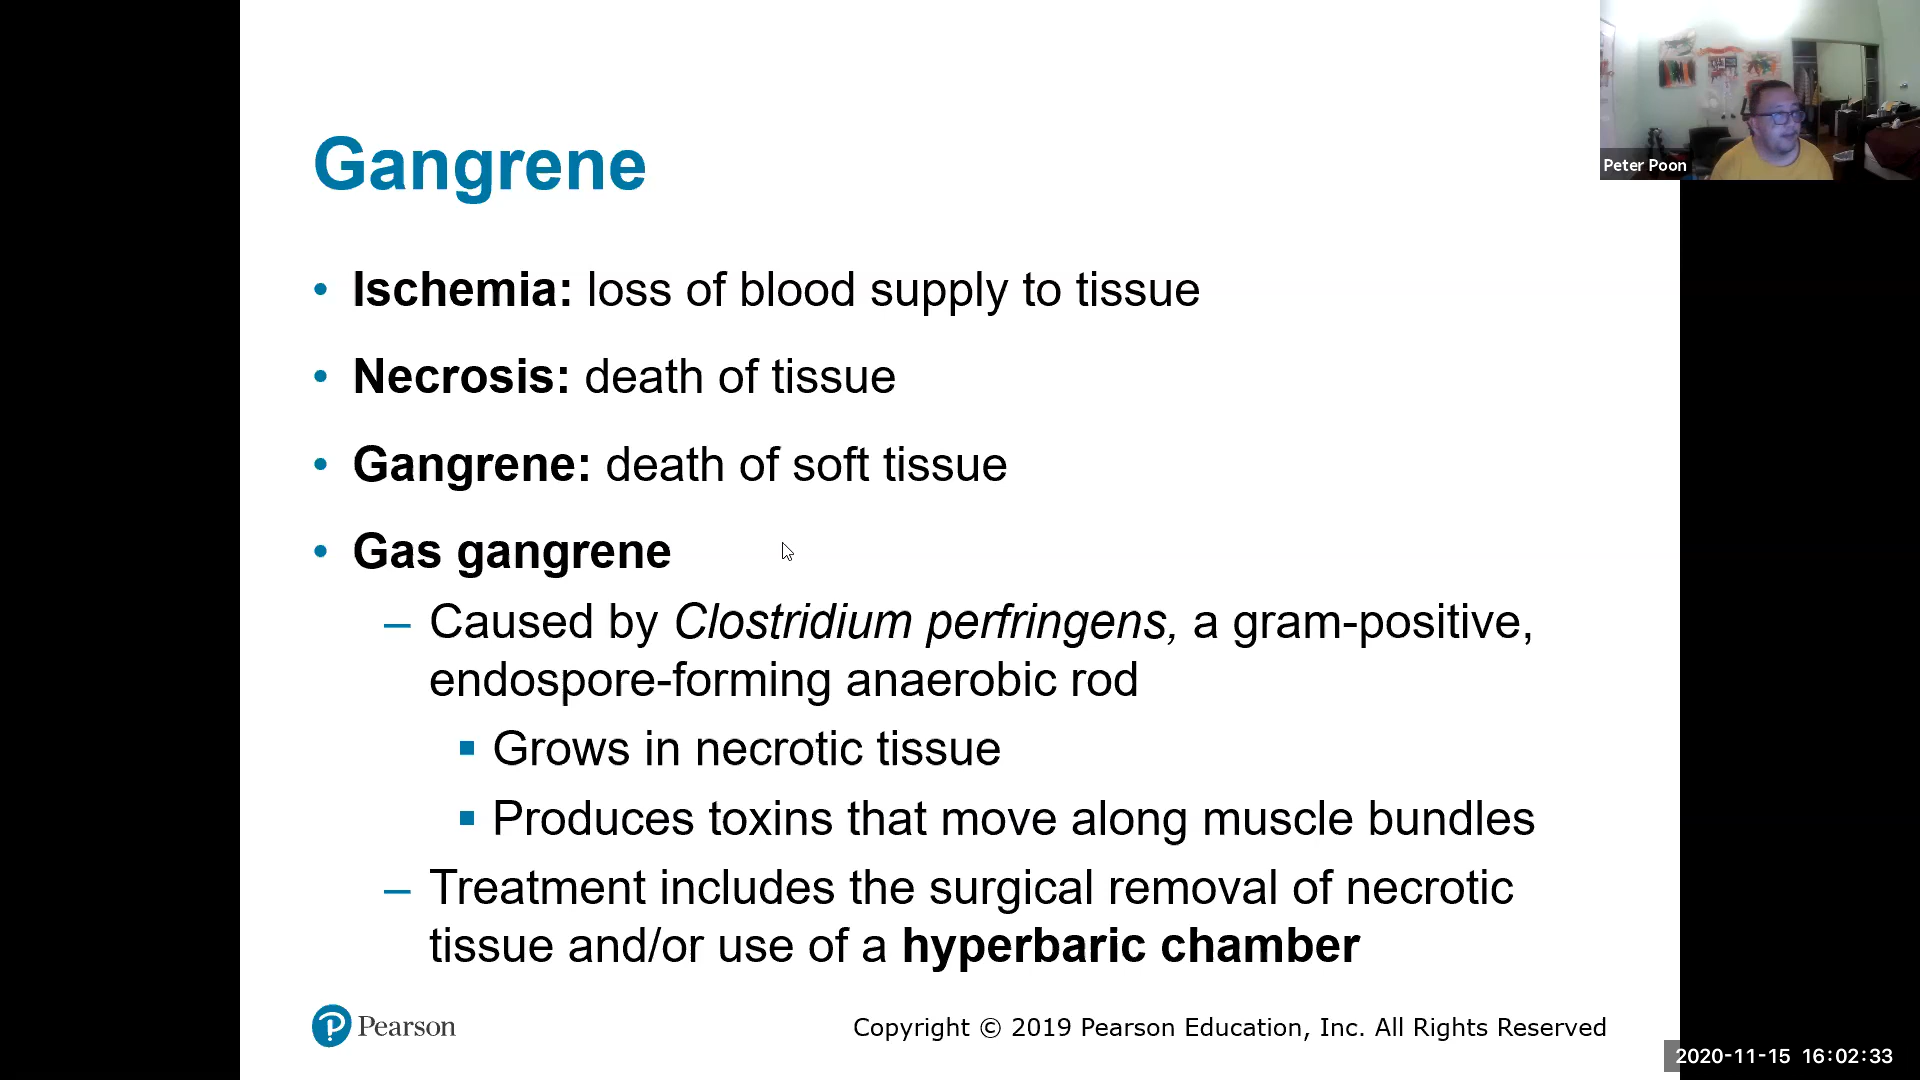 Gangrene
• Ischemia: loss of blood supply to tissue
• Necrosis: death of tissue
• Gangrene: death of soft tissue
• Gas gangrene
– Caused by Clostridium perfringens, a gram-positive,
endospore-forming anaerobic rod
▪ Grows in necrotic tissue
▪ Produces toxins that move along muscle bundles
– Treatment includes the surgical removal of necrotic
tissue and/or use of a hyperbaric chamber
Pearson
Copyright © 2019 Pearson Education, Inc. All Rights Reserved
Peter Poon
2020-11-15 16:02:33